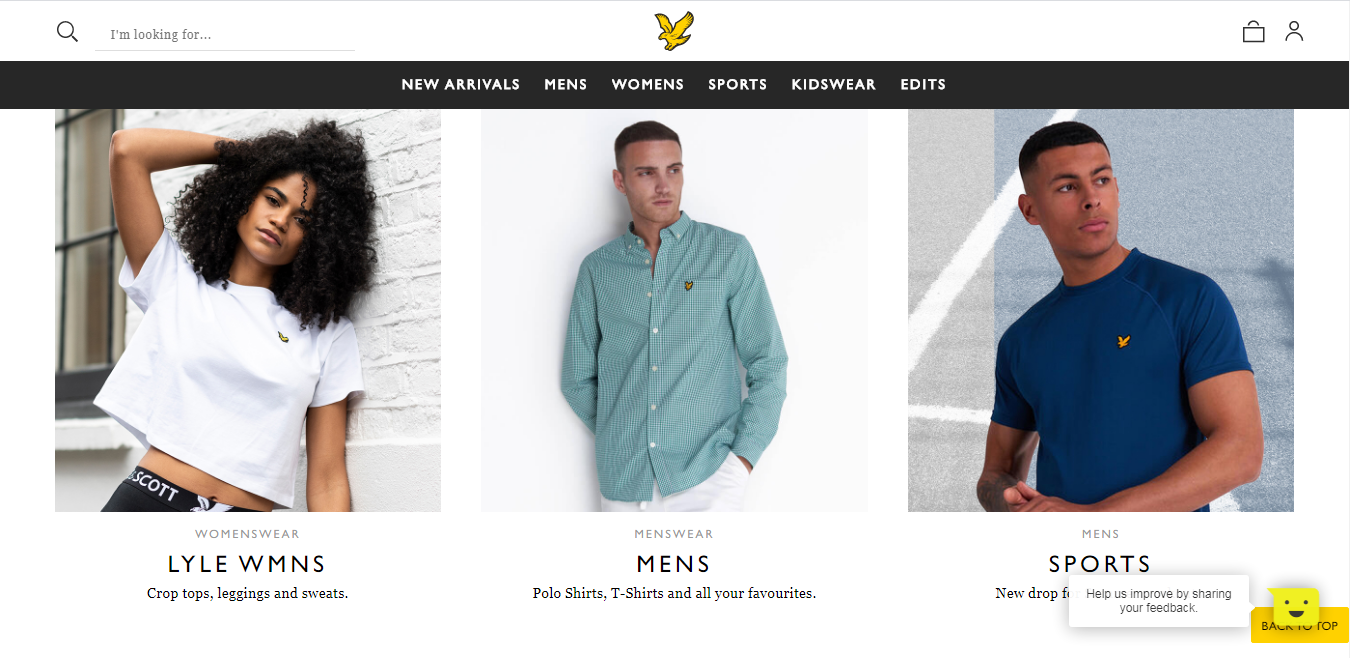 I'm looking for...
NEW ARRIVALS MENS WOMENS SPORTS KIDSWEAR EDITS
SCOTT
WOMENSWEAR
LYLE WMNS
Crop tops, leggings and sweats.
MENSWEAR
MENS
Polo Shirts, T-Shirts and all your favourites.
MENS
SPORTS
New drop
Help us improve by sharing
your feedback.
BACK TO TOP